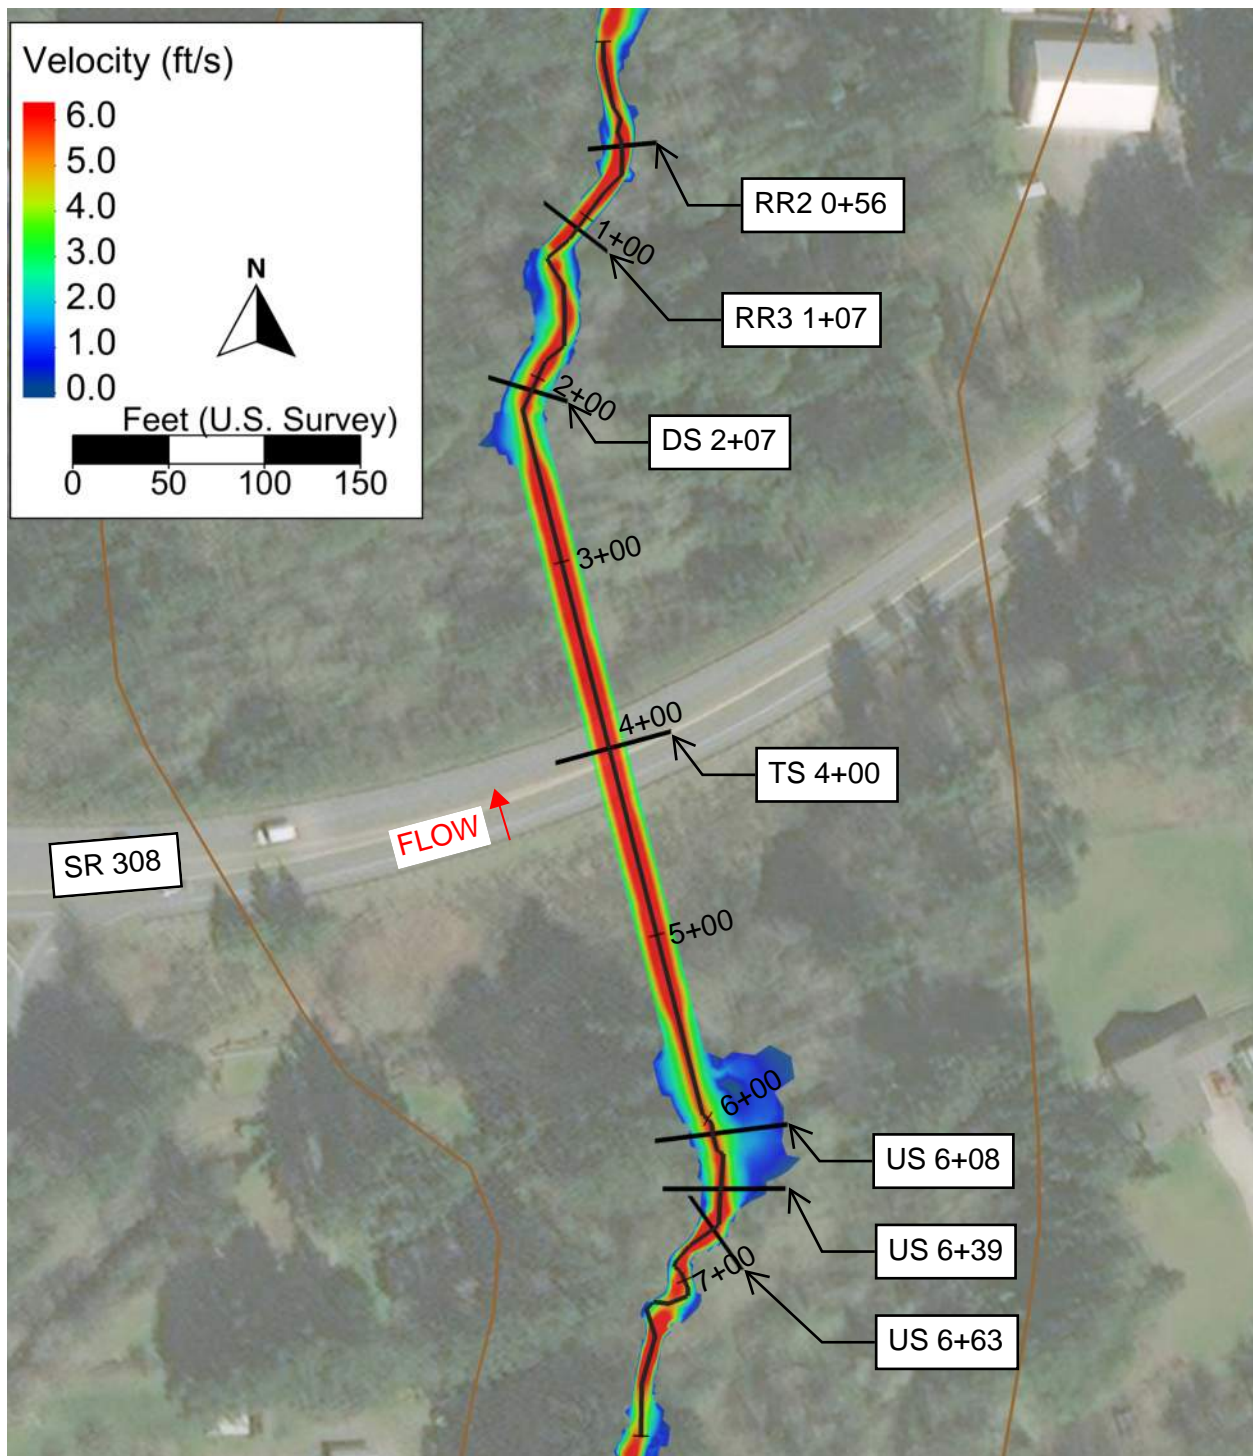 Velocity (ft/s)
6.0
5.0
4.0
3.0
2.0
1.0
0.0
N
Feet (U.S. Survey)
0 50 100 150
RR2 0+56
1+00
RR3 1+07
2+00
DS 2+07
3+00
4+00
TS 4+00
FLOW
SR 308
5+00
6+00
US 6+08
US 6+39
7+00
US 6+63